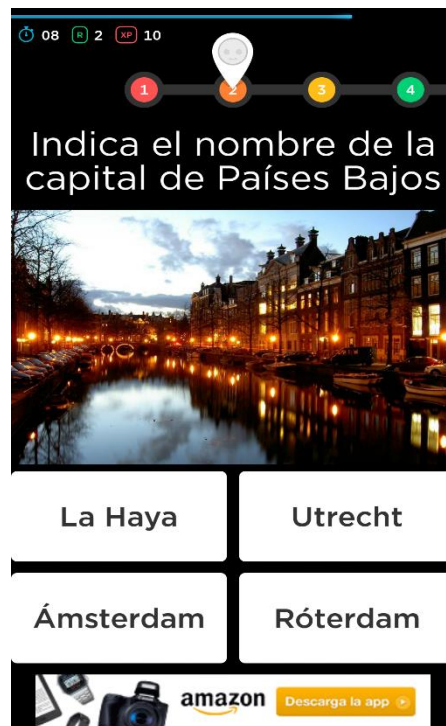 08 R 2 XP 10
1 2 3 4
Indica el nombre de la
capital de Países Bajos
La Haya
Utrecht
Ámsterdam
Róterdam
amazon Descarga la app